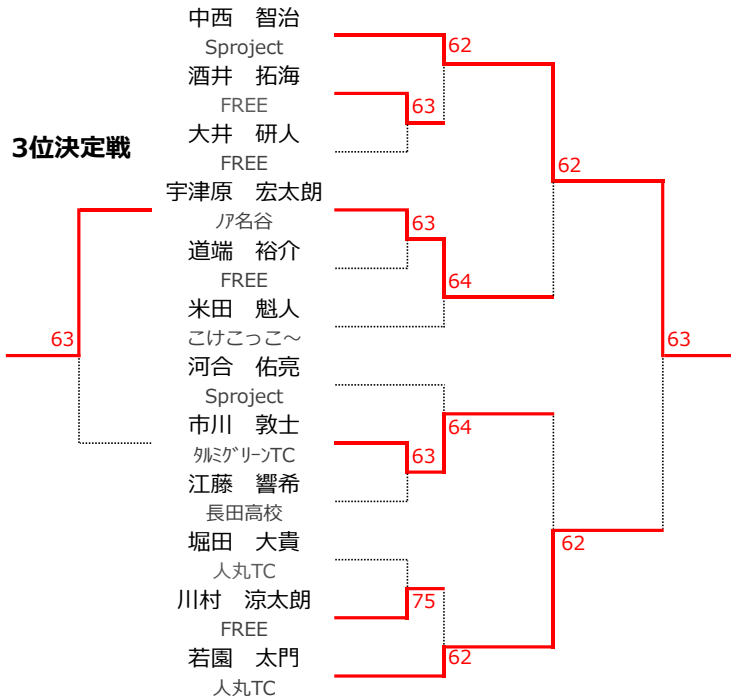 中西　智治
Sproject
62
酒井　拓海
FREE
63
大井　研人
FREE
3位決定戦
62
宇津原　宏太朗
ﾉｱ名谷
63
道端　裕介
FREE
64
米田　魁人
こけこっこ～
63
63
河合　佑亮
Sproject
市川　敦士
64
ﾀﾙﾐｸﾞﾘｰﾝTC
63
江藤　響希
長田高校
堀田　大貴
62
人丸TC
川村　涼太朗
75
FREE
若園　太門
62
人丸TC